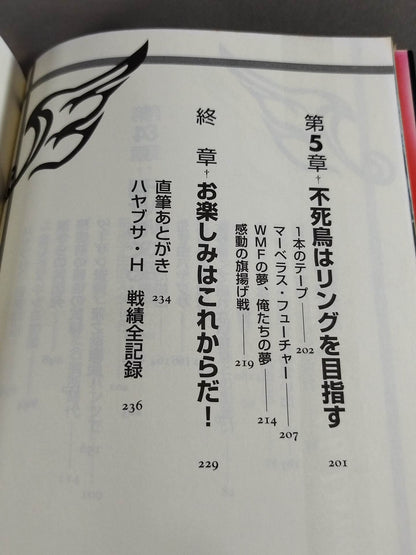 第5章†不死鳥はリングを目指す 201
1本のテープ 202
マーベラス・フューチャー 207
WMFの夢、俺たちの夢 214
感動の旗揚げ戦 219
終章†お楽しみはこれからだ！ 229
直筆あとがき 234
ハヤブサ・H 戦績全記録 236